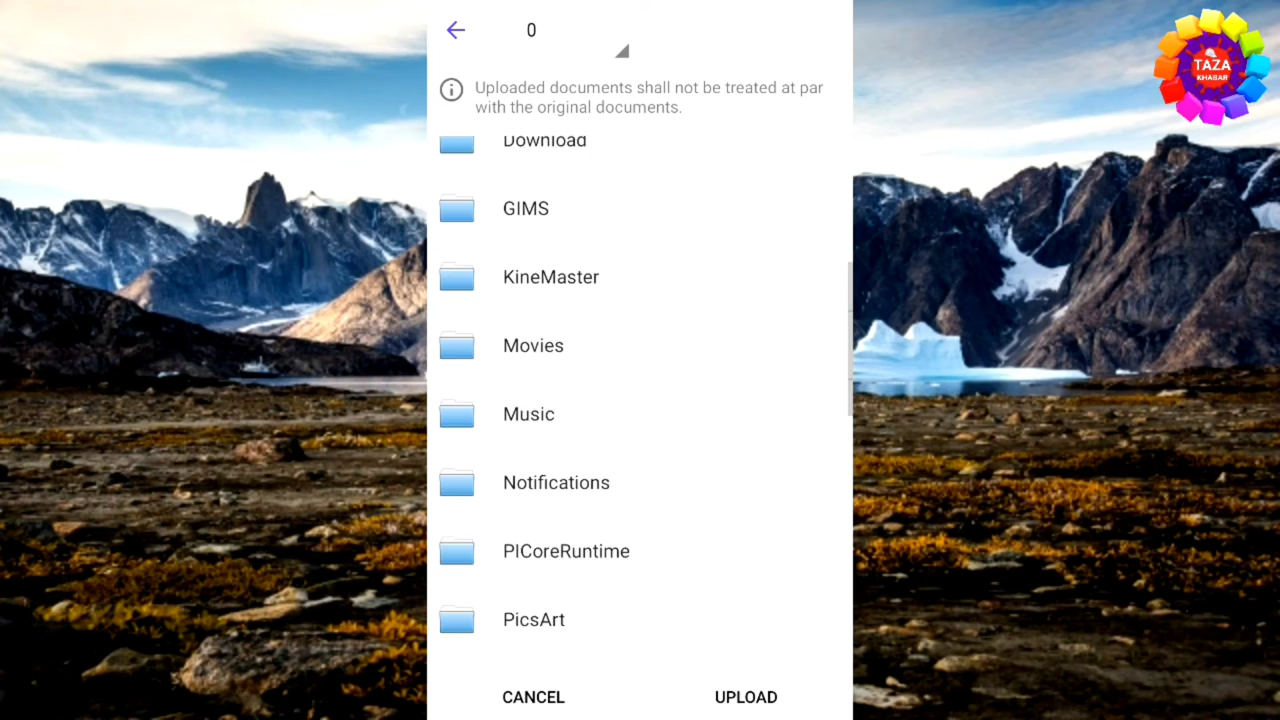 0
Uploaded documents shall not be treated at par
with the original documents.
Download
GIMS
KineMaster
Movies
Music
Notifications
PICoreRuntime
PicsArt
CANCEL UPLOAD
TAZA
KHABAR